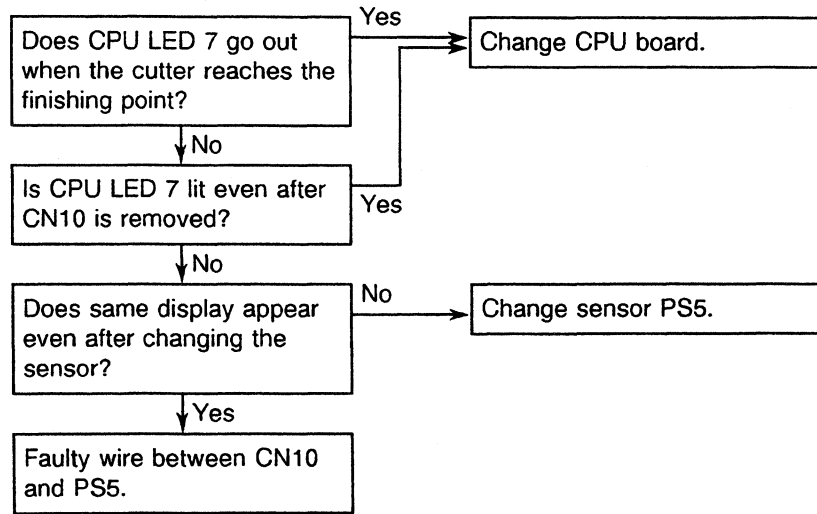 Does CPU LED 7 go out
when the cutter reaches the
finishing point?
Yes
Change CPU board.
No
Is CPU LED 7 lit even after
CN10 is removed?
Yes
No
Does same display appear
even after changing the
sensor?
No
Change sensor PS5.
Yes
Faulty wire between CN10
and PS5.